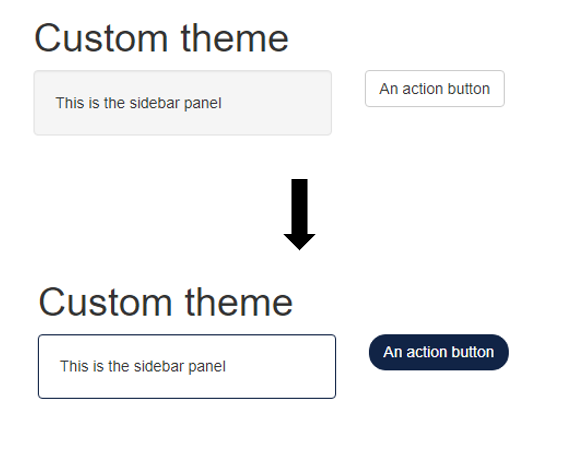 Custom theme
This is the sidebar panel
An action button
Custom theme
This is the sidebar panel
An action button